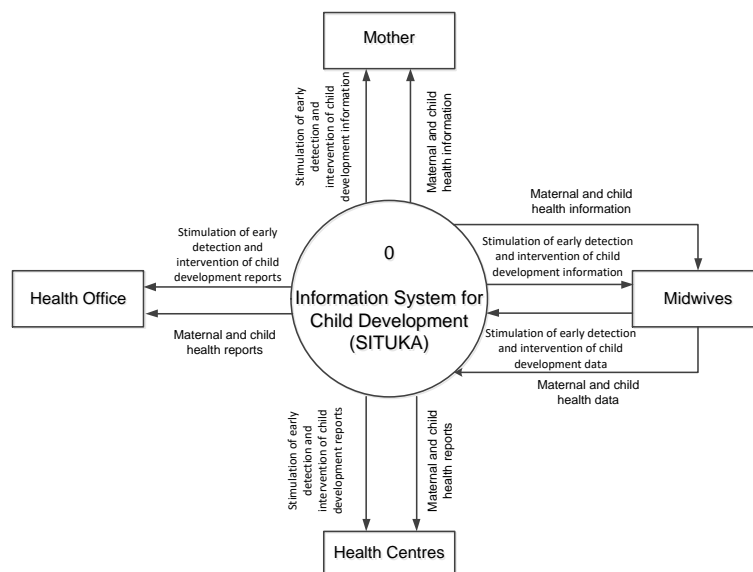 Mother
Stimulation of early
detection and
intervention of child
development information
Maternal and child
health information
Maternal and child
health information
Stimulation of early
detection and
intervention of child
development reports
0
Stimulation of early detection
and intervention of child
development information
Health Office
Information System for
Child Development
(SITUKA)
Midwives
Maternal and child
health reports
Stimulation of early detection
and intervention of child
development data
Maternal and child
health data
Stimulation of early
detection and
intervention of child
development reports
Maternal and child
health reports
Health Centres